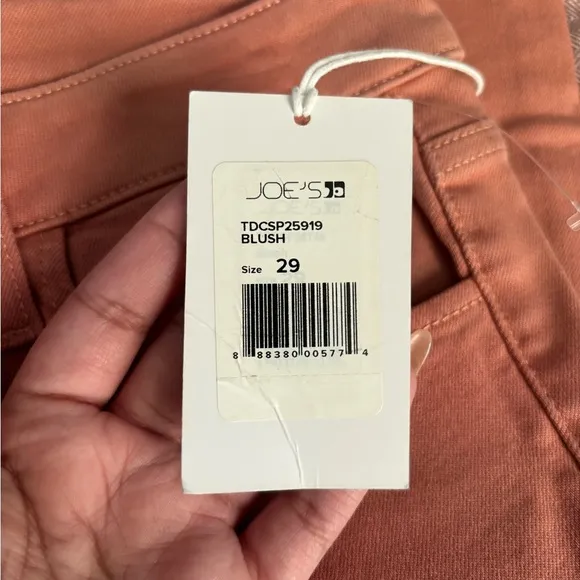 JOE'S
TDCSP25919
BLUSH
Size 29
8 88380 00577 4